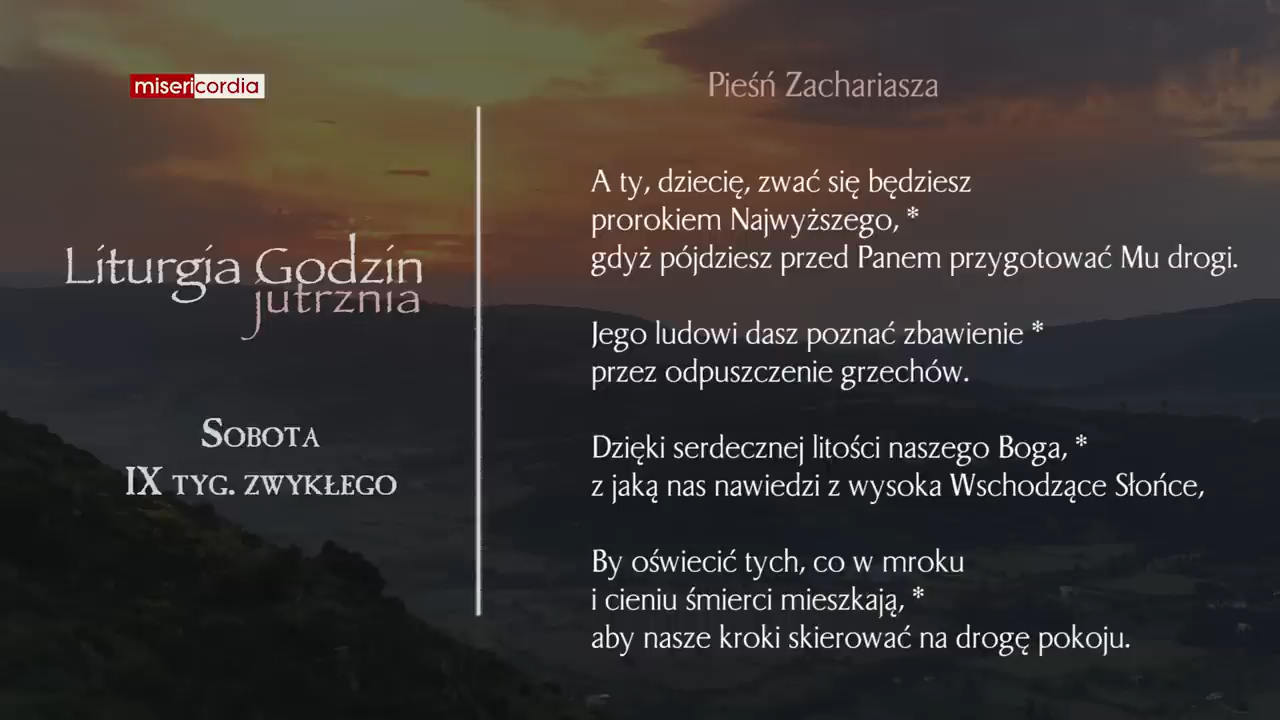 misericordia
Liturgia Godzin
jutrznia
Sobota
IX tyg. zwykłego
Pieśń Zachariasza
A ty, dziecię, zwać się będziesz
prorokiem Najwyższego, *
gdyż pójdziesz przed Panem przygotować Mu drogi.
Jego ludowi dasz poznać zbawienie *
przez odpuszczenie grzechów.
Dzięki serdecznej litości naszego Boga, *
z jaką nas nawiedzi z wysoka Wschodzące Słońce,
By oświecić tych, co w mroku
i cieniu śmierci mieszkają, *
aby nasze kroki skierować na drogę pokoju.